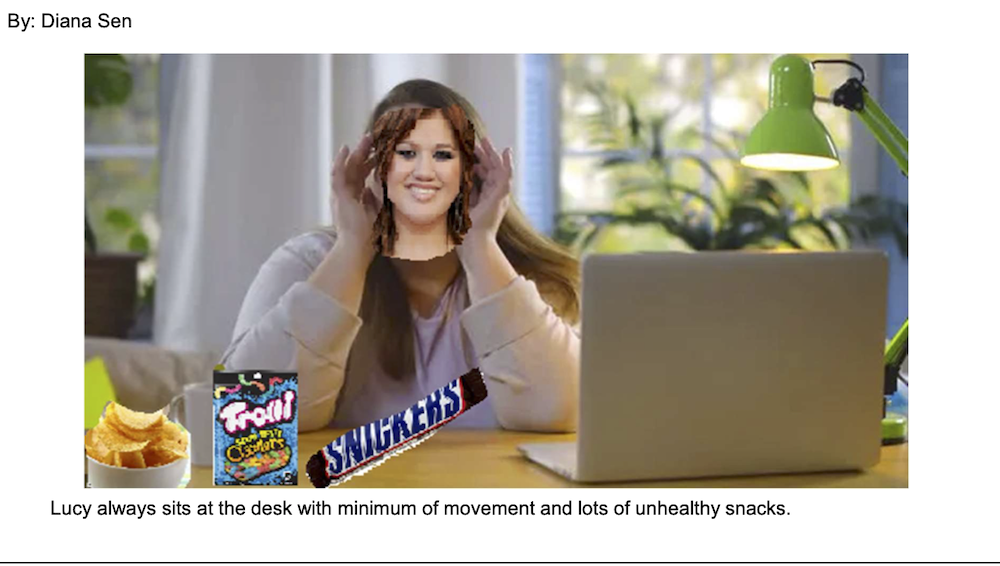 By: Diana Sen
Trolli
SOUR BRITE
Crawlers
SNICKERS
Lucy always sits at the desk with minimum of movement and lots of unhealthy snacks.